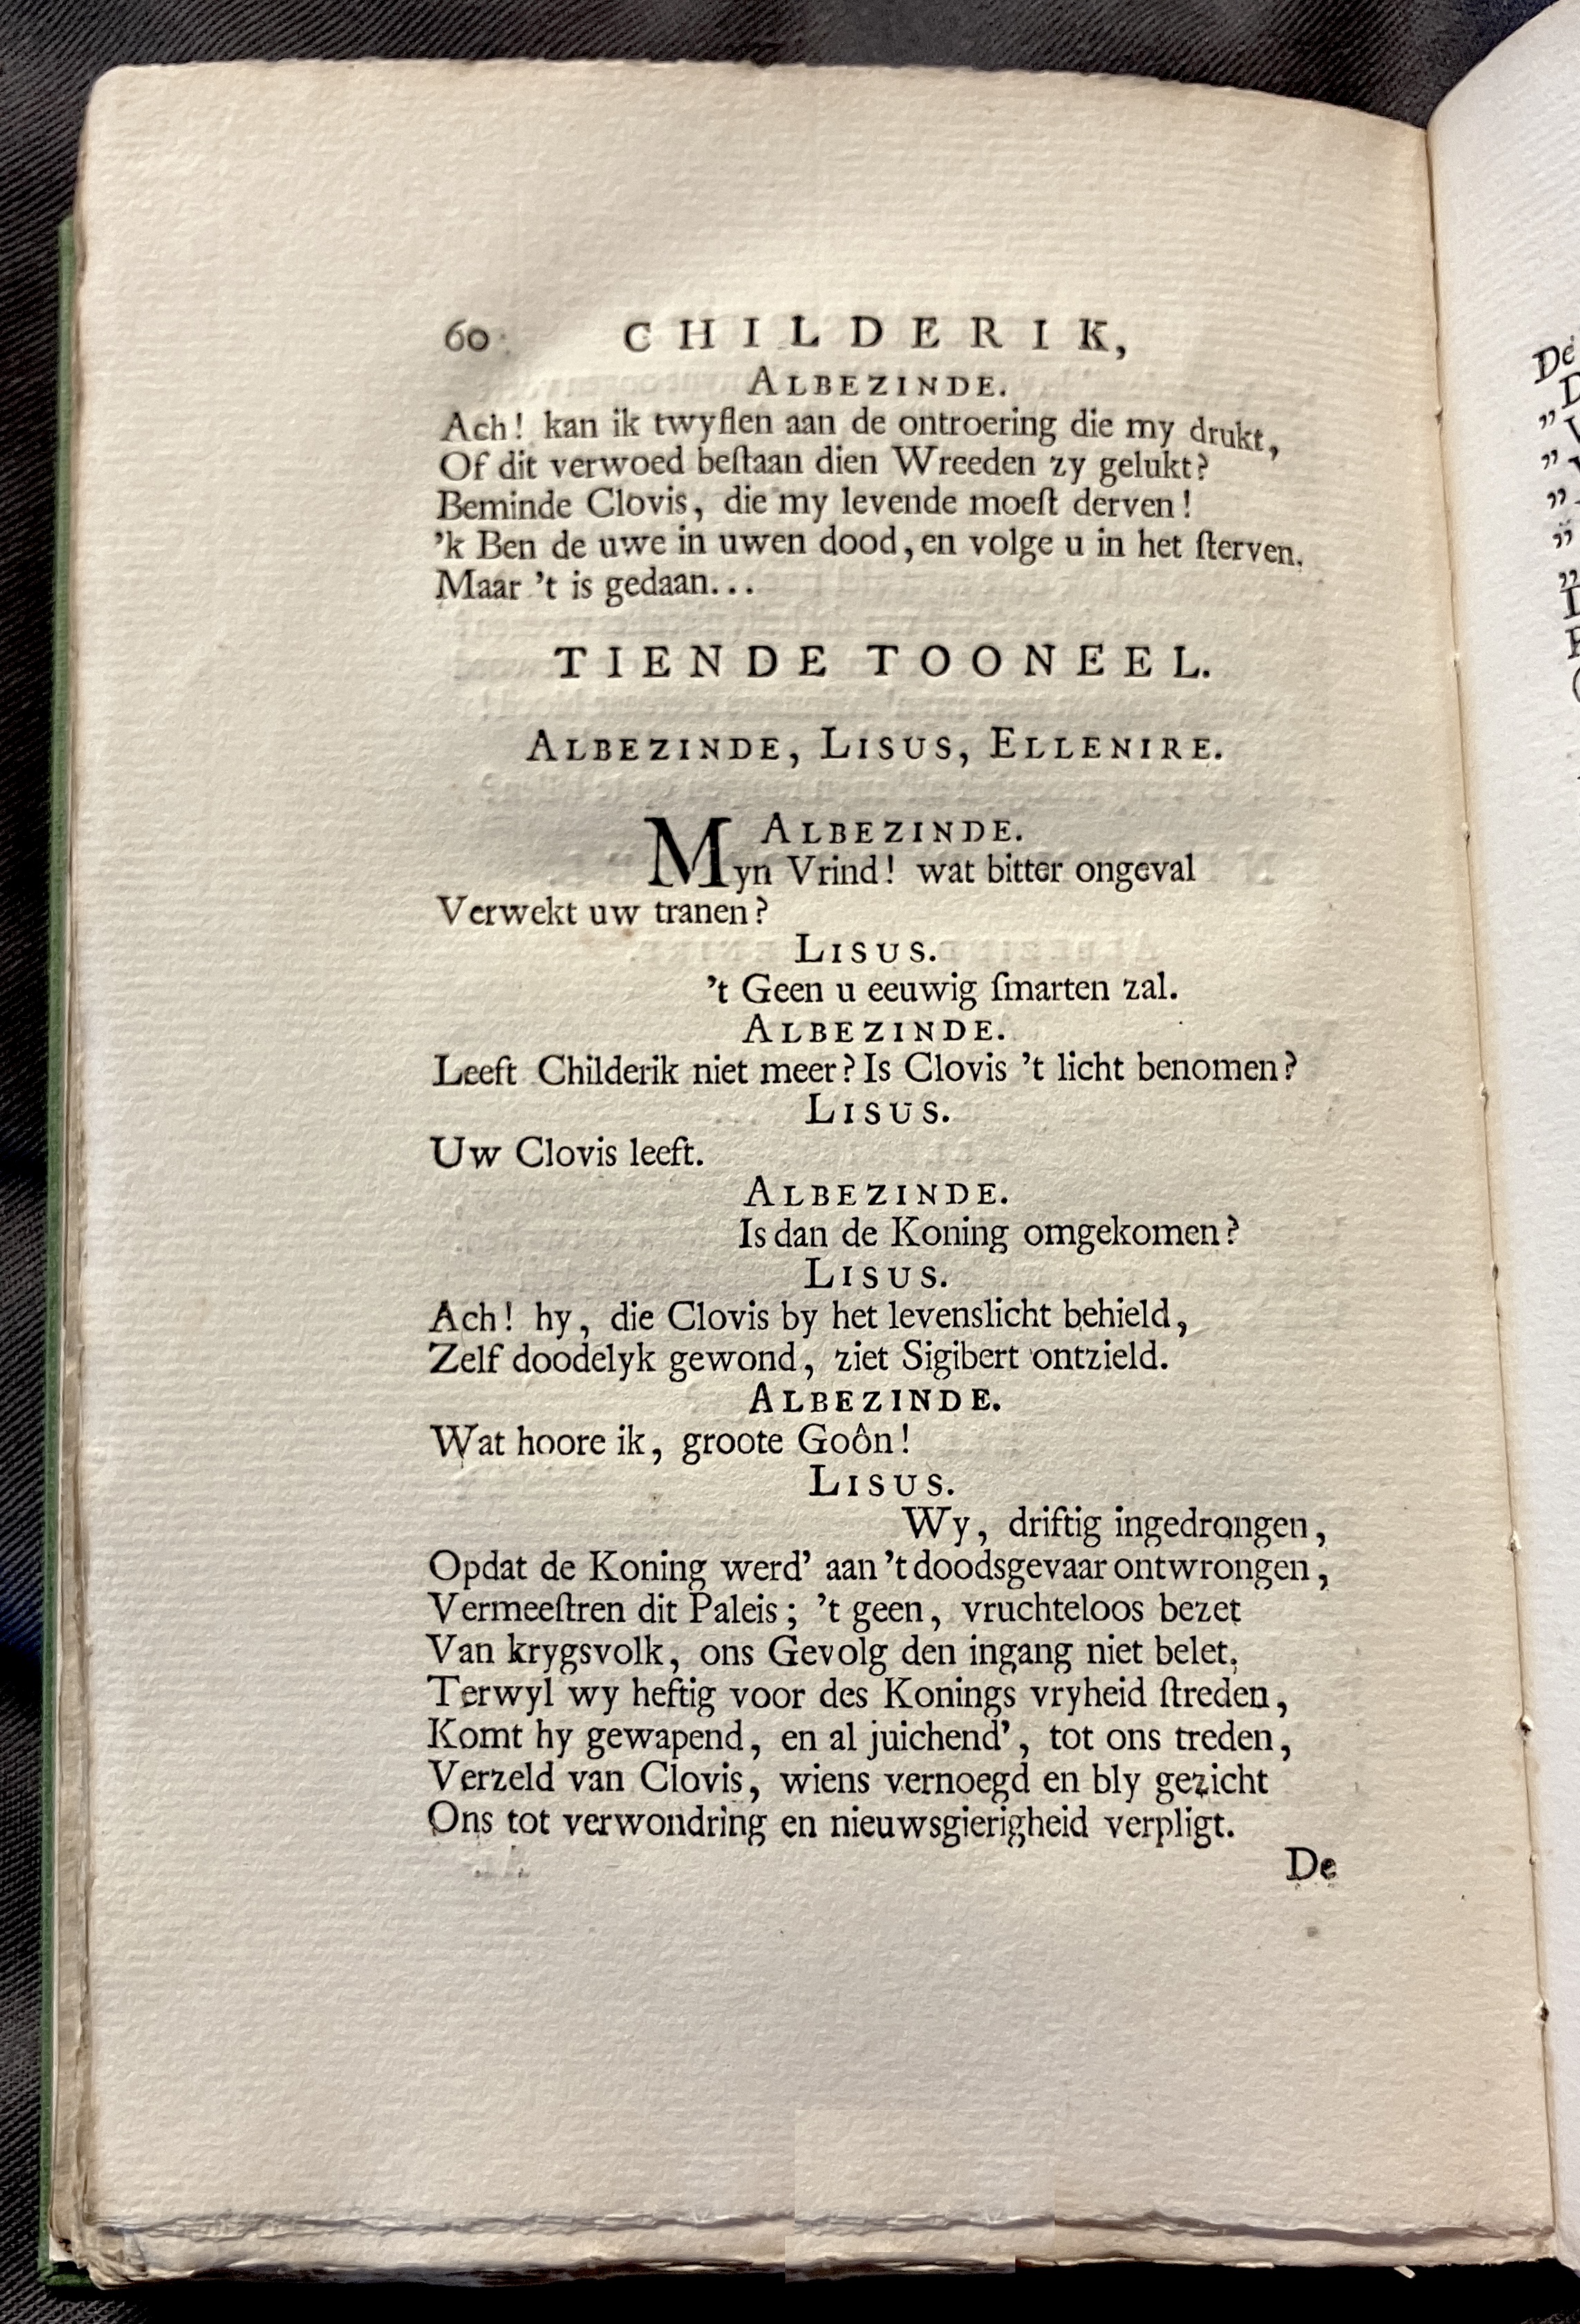 60 CHILDERIK,
ALBEZINDE.
Ach! kan ik twyflen aan de ontroering die my drukt,
Of dit verwoed beſtaan dien Wreeden zy gelukt?
Beminde Clovis, die my levende moeſt derven!
'k Ben de uwe in uwen dood, en volge u in het ſterven.
Maar 't is gedaan...
TIENDE TOONEEL.
ALBEZINDE, LISUS, ELLENIRE.
ALBEZINDE.
Myn Vrind! wat bitter ongeval
Verwekt uw tranen?
LISUS.
't Geen u eeuwig ſmarten zal.
ALBEZINDE.
Leeft Childerik niet meer? Is Clovis 't licht benomen?
LISUS.
Uw Clovis leeft.
ALBEZINDE.
Is dan de Koning omgekomen?
LISUS.
Ach! hy, die Clovis by het levenslicht behield,
Zelf doodelyk gewond, ziet Sigibert ontzield.
ALBEZINDE.
Wat hoore ik, groote Goôn!
LISUS.
Wy, driftig ingedrongen,
Opdat de Koning werd' aan 't doodsgevaar ontwrongen,
Vermeeſtren dit Paleis; 't geen, vruchteloos bezet
Van krygsvolk, ons Gevolg den ingang niet belet.
Terwyl wy heftig voor des Konings vryheid ſtreden,
Komt hy gewapend, en al juichend', tot ons treden,
Verzeld van Clovis, wiens vernoegd en bly gezicht
Ons tot verwondring en nieuwsgierigheid verpligt.
De